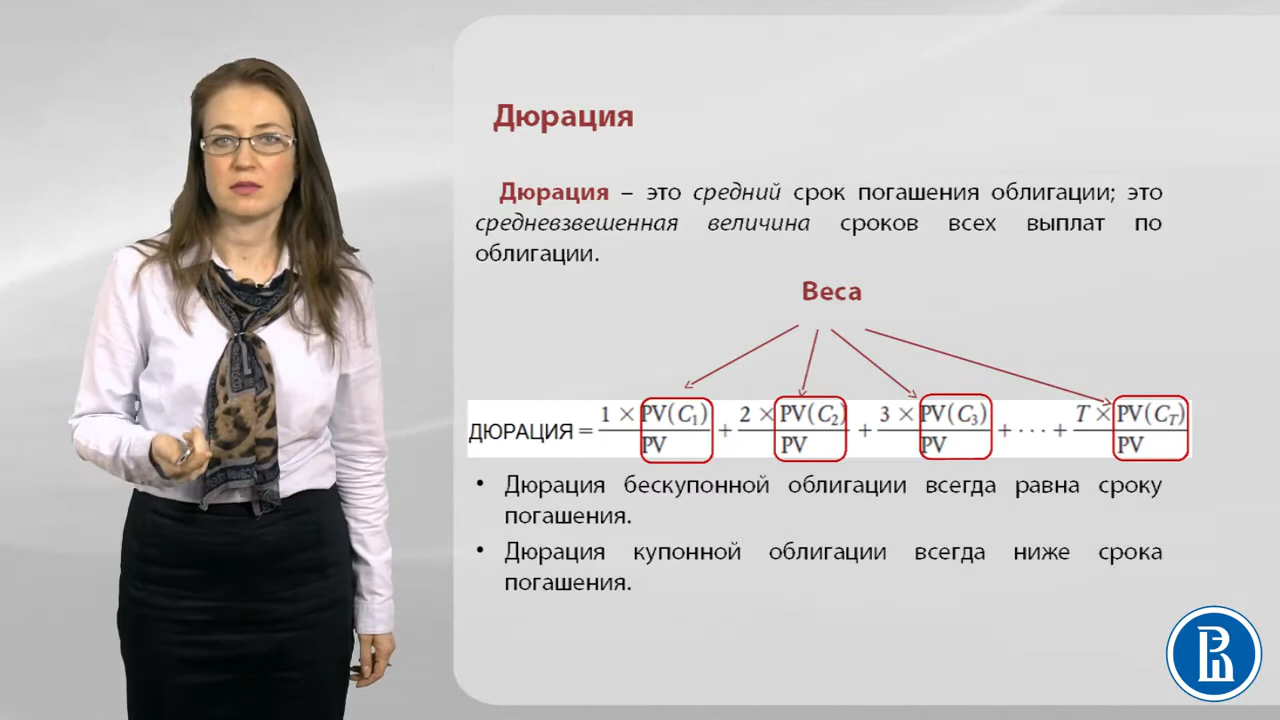 Дюрация
Дюрация – это средний срок погашения облигации; это
средневзвешенная величина сроков всех выплат по
облигации.
Веса
ДЮРАЦИЯ = 1 × PV(C₁)/PV + 2 × PV(C₂)/PV + 3 × PV(C₃)/PV + · · · + T × PV(C_T)/PV
• Дюрация бескупонной облигации всегда равна сроку
погашения.
• Дюрация купонной облигации всегда ниже срока
погашения.